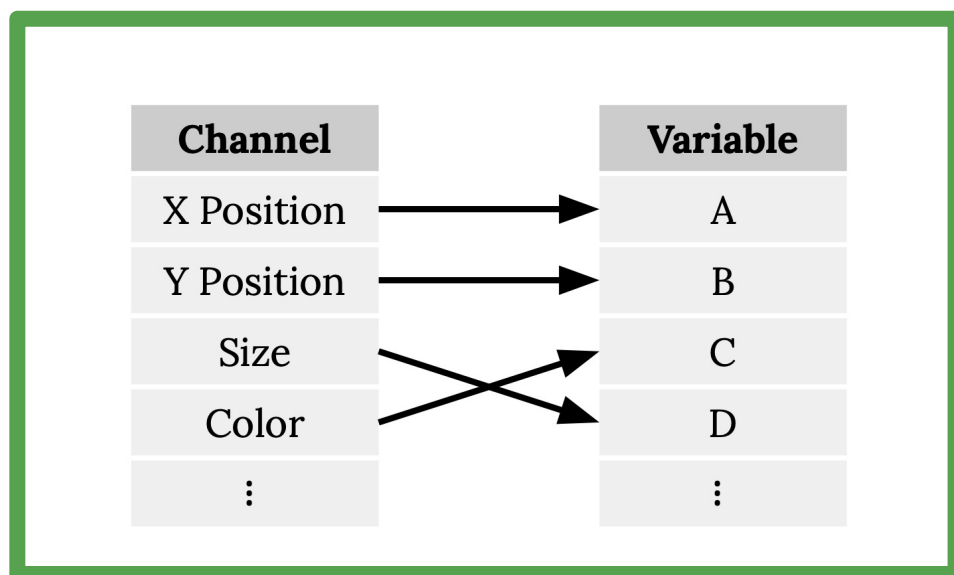 Channel Variable
X Position A
Y Position B
Size C
Color D
⋮ ⋮